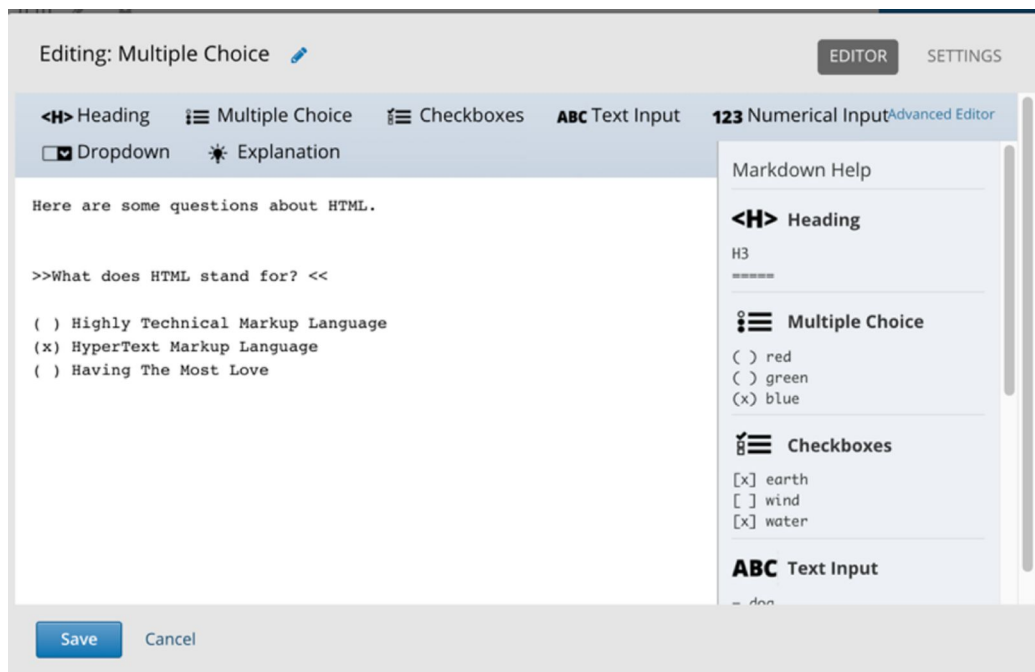 Editing: Multiple Choice
EDITOR SETTINGS
<H> Heading Multiple Choice Checkboxes ABC Text Input 123 Numerical Input Advanced Editor
Dropdown Explanation
Here are some questions about HTML.
>>What does HTML stand for? <<
( ) Highly Technical Markup Language
(x) HyperText Markup Language
( ) Having The Most Love
Markdown Help
<H> Heading
H3
=====
Multiple Choice
( ) red
( ) green
(x) blue
Checkboxes
[x] earth
[ ] wind
[x] water
ABC Text Input
= dog
Save Cancel